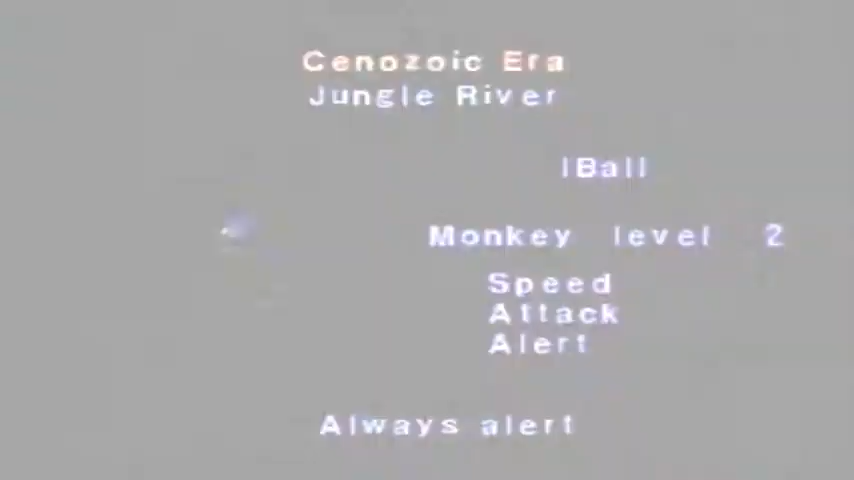 Cenozoic Era
Jungle River
IBall
Monkey level 2
Speed
Attack
Alert
Always alert